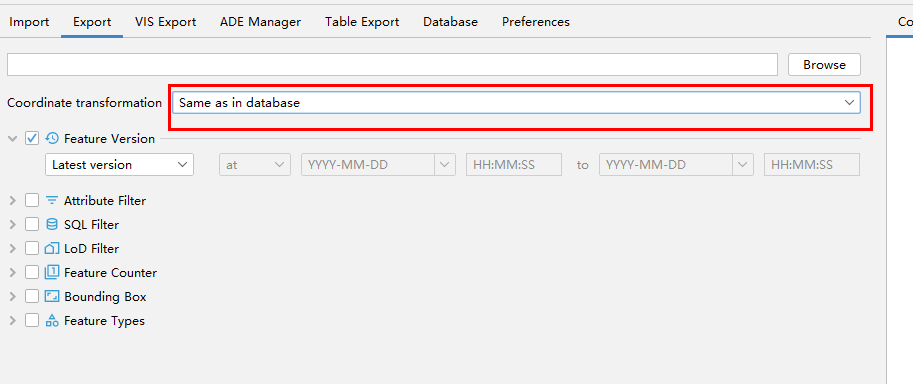 Import Export VIS Export ADE Manager Table Export Database Preferences Co
Browse
Coordinate transformation Same as in database
Feature Version
Latest version at YYYY-MM-DD HH:MM:SS to YYYY-MM-DD HH:MM:SS
Attribute Filter
SQL Filter
LoD Filter
Feature Counter
Bounding Box
Feature Types